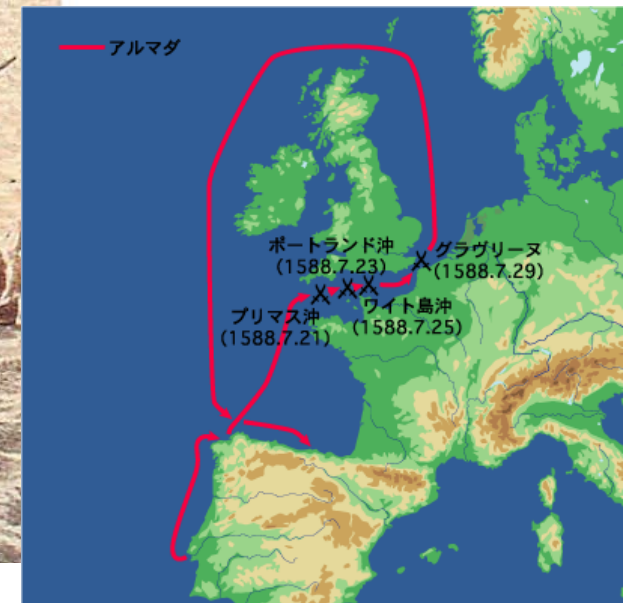 アルマダ
ポートランド沖
(1588.7.23)
グラヴリーヌ
(1588.7.29)
プリマス沖
(1588.7.21)
ワイト島沖
(1588.7.25)